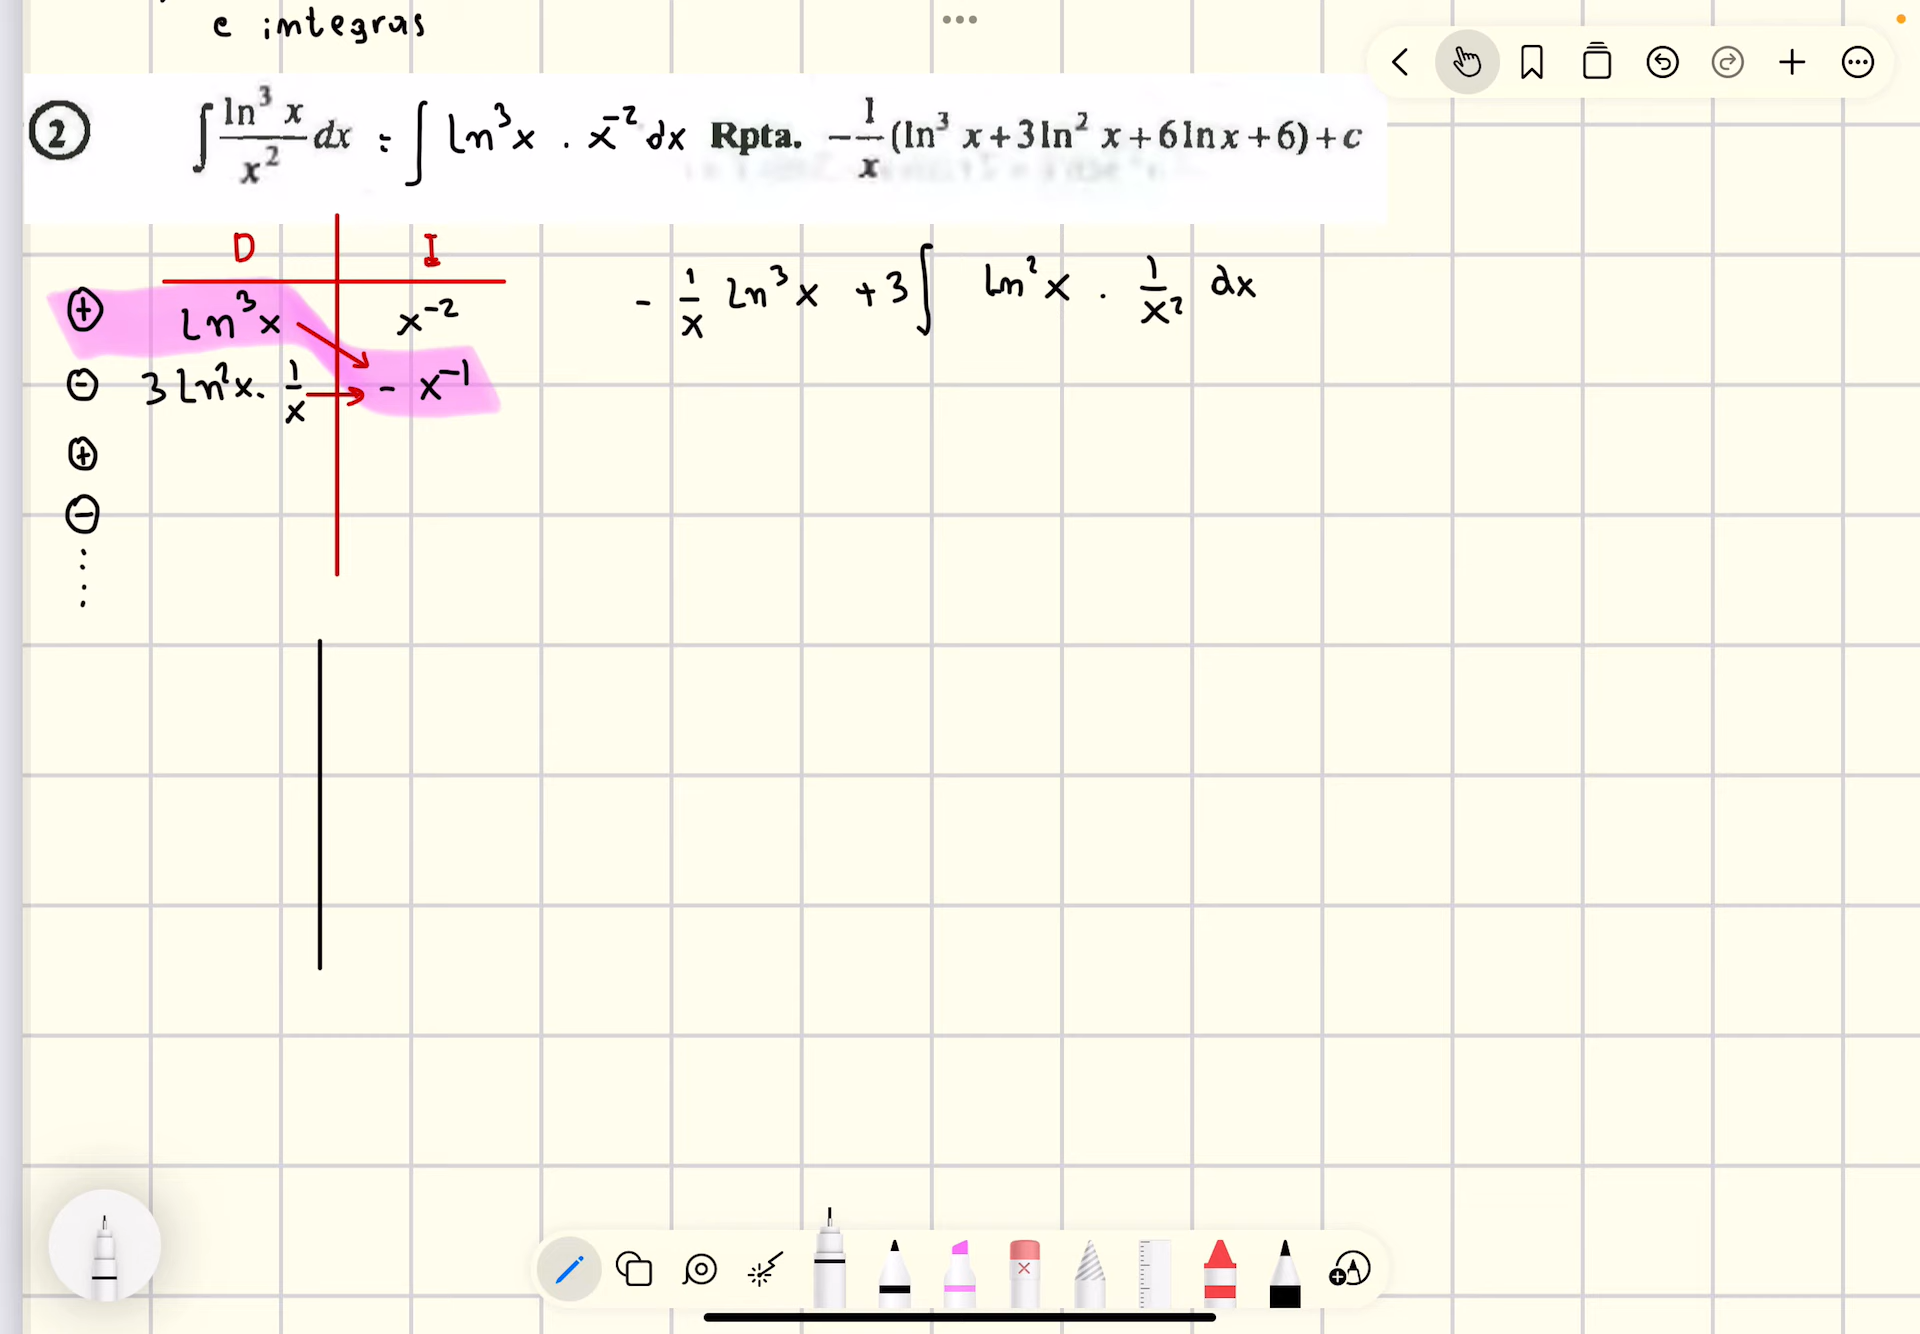 e integras
② ∫ ln³ x / x² dx = ∫ Ln³x . x⁻² dx Rpta. -1/x (ln³ x + 3 ln² x + 6 ln x + 6) + c
D I
⊕ Ln³x x⁻²
⊖ 3 Ln²x . 1/x - x⁻¹
⊕
⊖
- 1/x Ln³x + 3 ∫ Ln²x . 1/x² dx